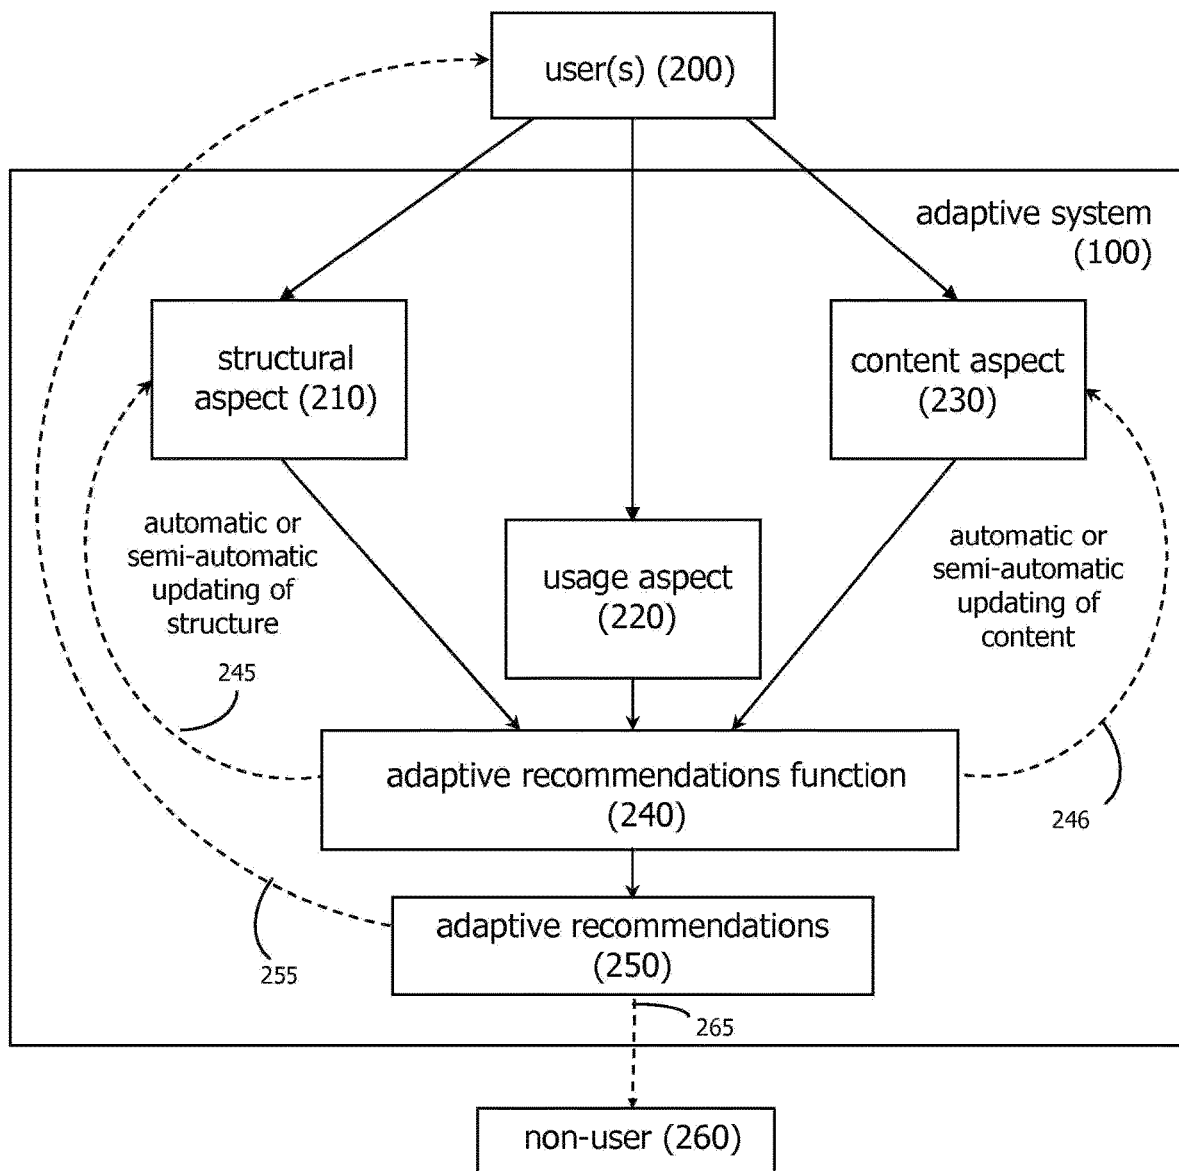 user(s) (200)
adaptive system
(100)
structural
aspect (210)
content aspect
(230)
automatic or
semi-automatic
updating of
structure
usage aspect
(220)
automatic or
semi-automatic
updating of
content
245
adaptive recommendations function
(240)
246
adaptive recommendations
(250)
255
265
non-user (260)